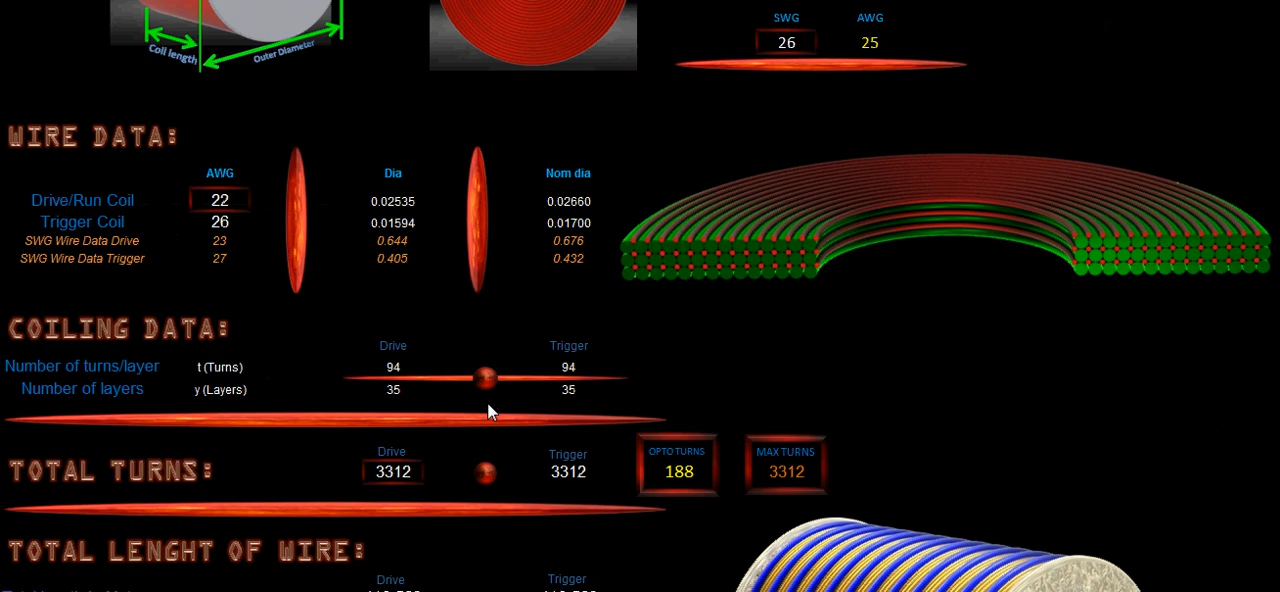 SWG AWG
26 25
Coil length
Outer Diameter
WIRE DATA:
AWG Dia Nom dia
Drive/Run Coil 22 0.02535 0.02660
Trigger Coil 26 0.01594 0.01700
SWG Wire Data Drive 23 0.644 0.676
SWG Wire Data Trigger 27 0.405 0.432
COILING DATA:
Drive Trigger
Number of turns/layer t (Turns) 94 94
Number of layers y (Layers) 35 35
Drive Trigger OPTO TURNS MAX TURNS
TOTAL TURNS: 3312 3312 188 3312
TOTAL LENGHT OF WIRE:
Drive Trigger